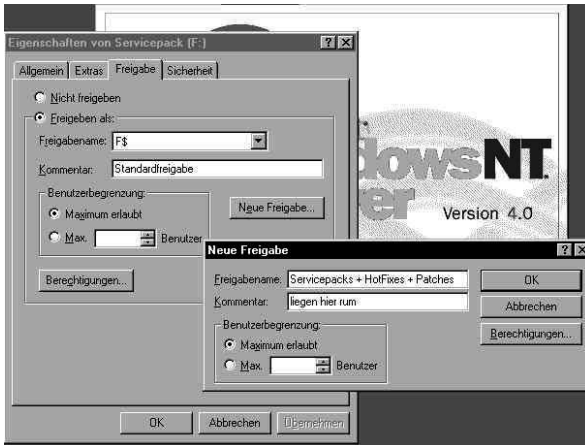 Eigenschaften von Servicepack (F:)
Allgemein
Extras
Freigabe
Sicherheit
Nicht freigeben
Freigeben als:
Freigabename:
F$
Kommentar:
Standardfreigabe
Benutzerbegrenzung:
Maximum erlaubt
Max.
Benutzer
Neue Freigabe...
Berechtigungen...
OK
Abbrechen
Übernehmen
dowsNT.
er
Version 4.0
Neue Freigabe
Freigabename:
Servicepacks + HotFixes + Patches
Kommentar:
liegen hier rum
Benutzerbegrenzung:
Maximum erlaubt
Max.
Benutzer
OK
Abbrechen
Berechtigungen...